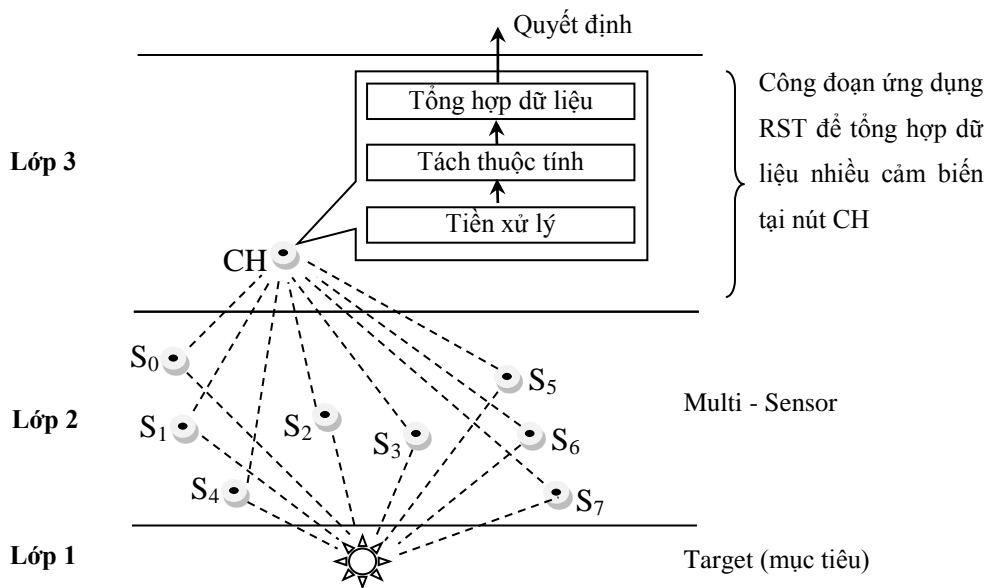 Quyết định
Tổng hợp dữ liệu
Tách thuộc tính
Tiền xử lý
Công đoạn ứng dụng
RST để tổng hợp dữ
liệu nhiều cảm biến
tại nút CH
Lớp 3
CH
S0
S5
S1
S2
S3
S6
Lớp 2
Multi - Sensor
S4
S7
Lớp 1
Target (mục tiêu)